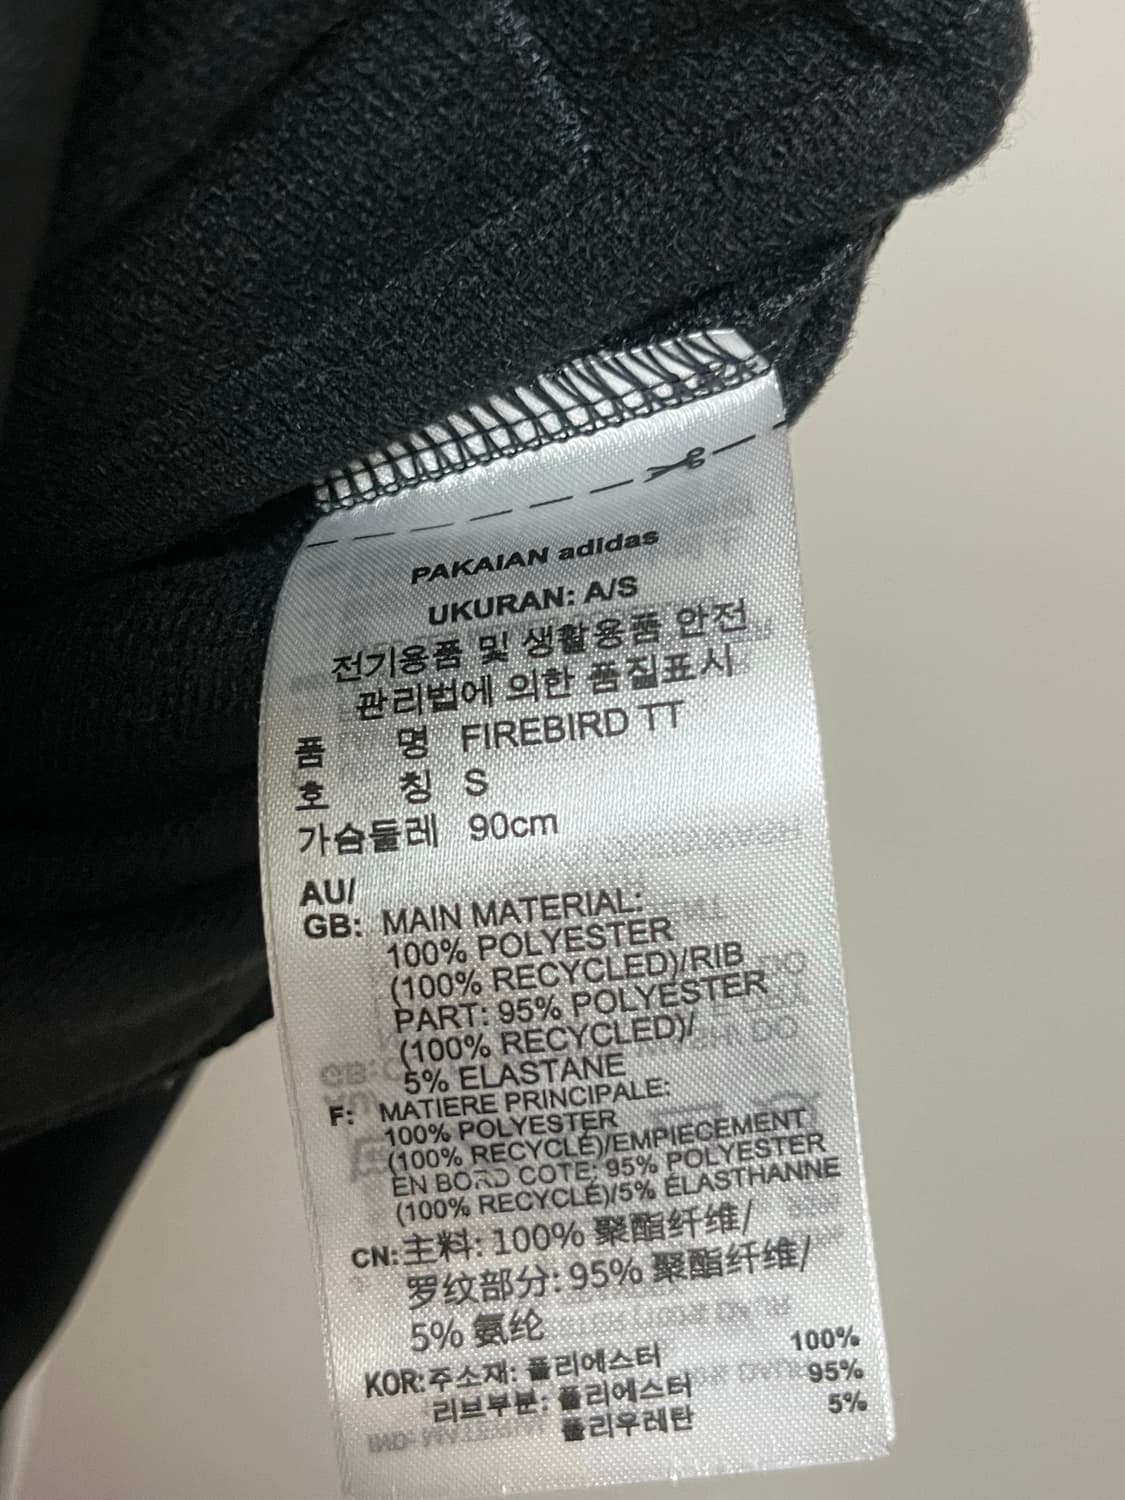 PAKAIAN adidas
UKURAN: A/S
전기용품 및 생활용품 안전
관리법에 의한 품질표시
품 명 FIREBIRD TT
호 칭 S
가슴둘레 90cm
AU/
GB: MAIN MATERIAL:
100% POLYESTER
(100% RECYCLED)/RIB
PART: 95% POLYESTER
(100% RECYCLED)/
5% ELASTANE
F: MATIERE PRINCIPALE:
100% POLYESTER
(100% RECYCLÉ)/EMPIECEMENT
EN BORD COTE: 95% POLYESTER
(100% RECYCLÉ)/5% ÉLASTHANNE
CN: 主料: 100% 聚酯纤维/
罗纹部分: 95% 聚酯纤维/
5% 氨纶
KOR: 주소재: 폴리에스터 100%
리브부분: 폴리에스터 95%
폴리우레탄 5%